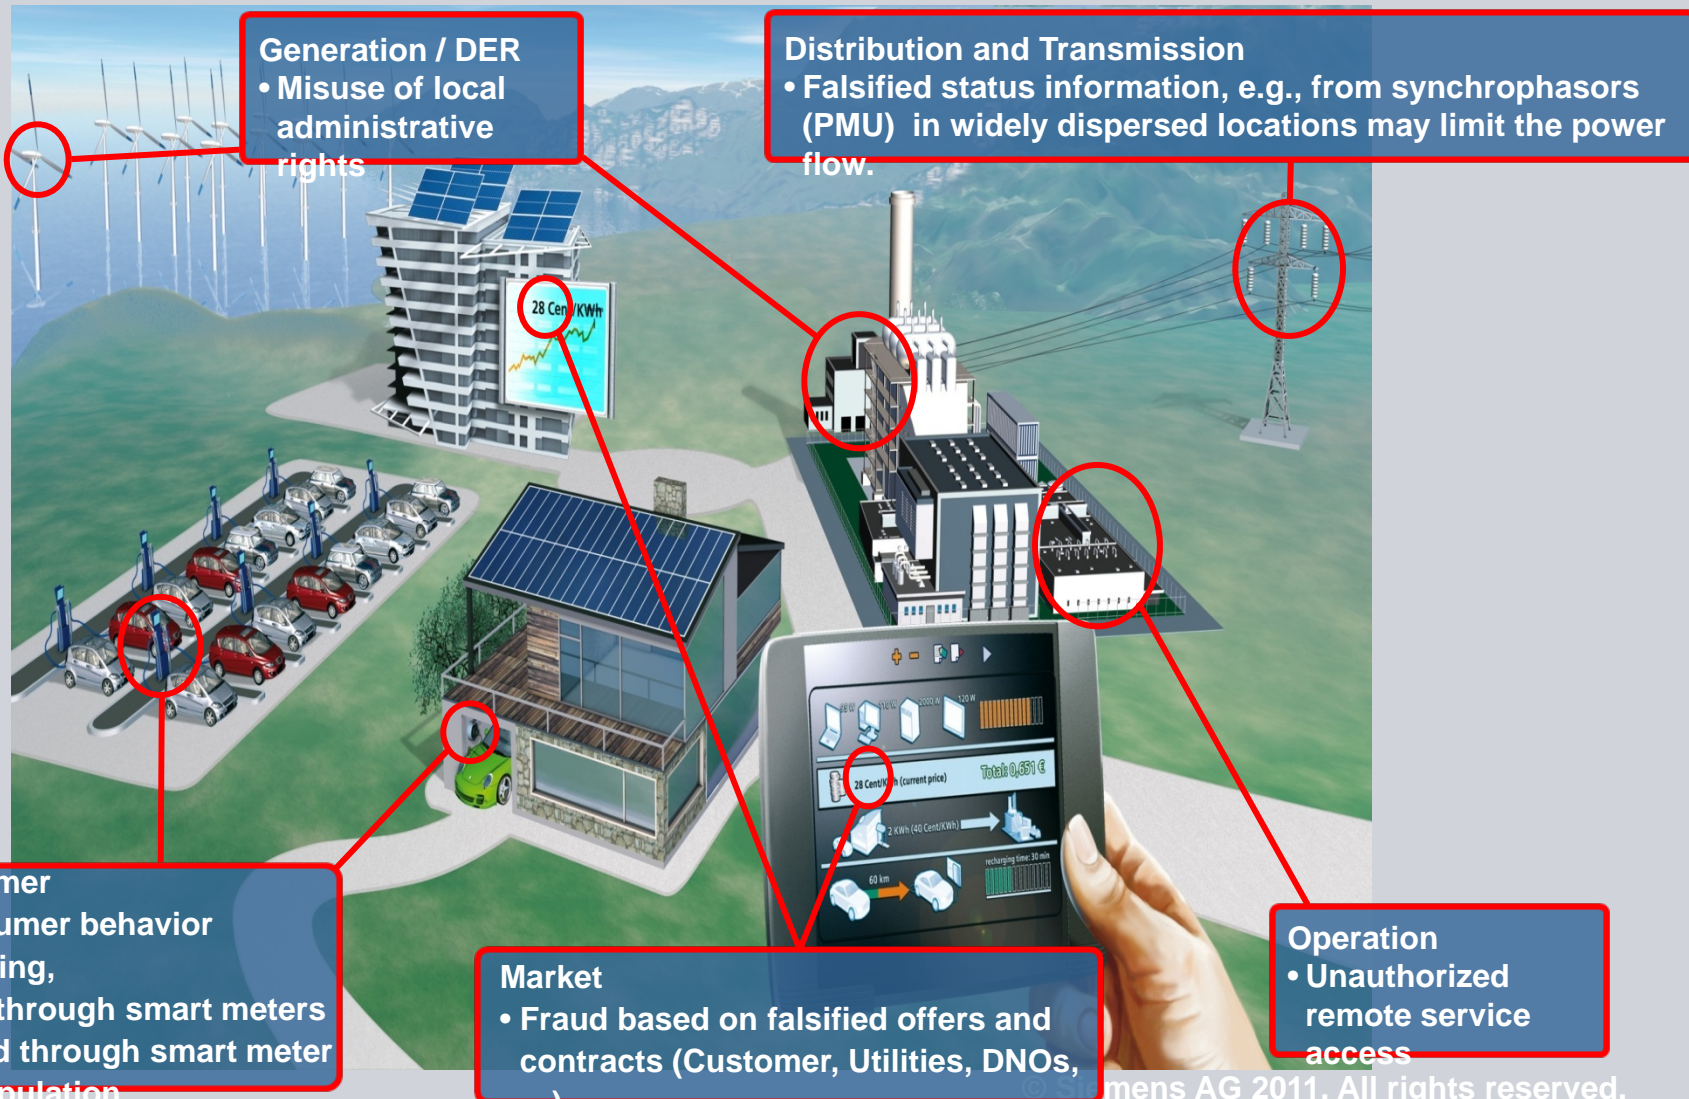 Generation / DER
• Misuse of local
administrative
rights
Distribution and Transmission
• Falsified status information, e.g., from synchrophasors
(PMU) in widely dispersed locations may limit the power
flow.
28 Cent/KWh
2000 W
120 W
28 Cent/KWh (current price)
Total: 0,651 €
2 KWh (40 Cent/KWh)
recharging time: 30 min
60 km
mer
umer behavior
ing,
through smart meters
d through smart meter
pulation
Market
• Fraud based on falsified offers and
contracts (Customer, Utilities, DNOs,
…)
Operation
• Unauthorized
remote service
access
© Siemens AG 2011. All rights reserved.